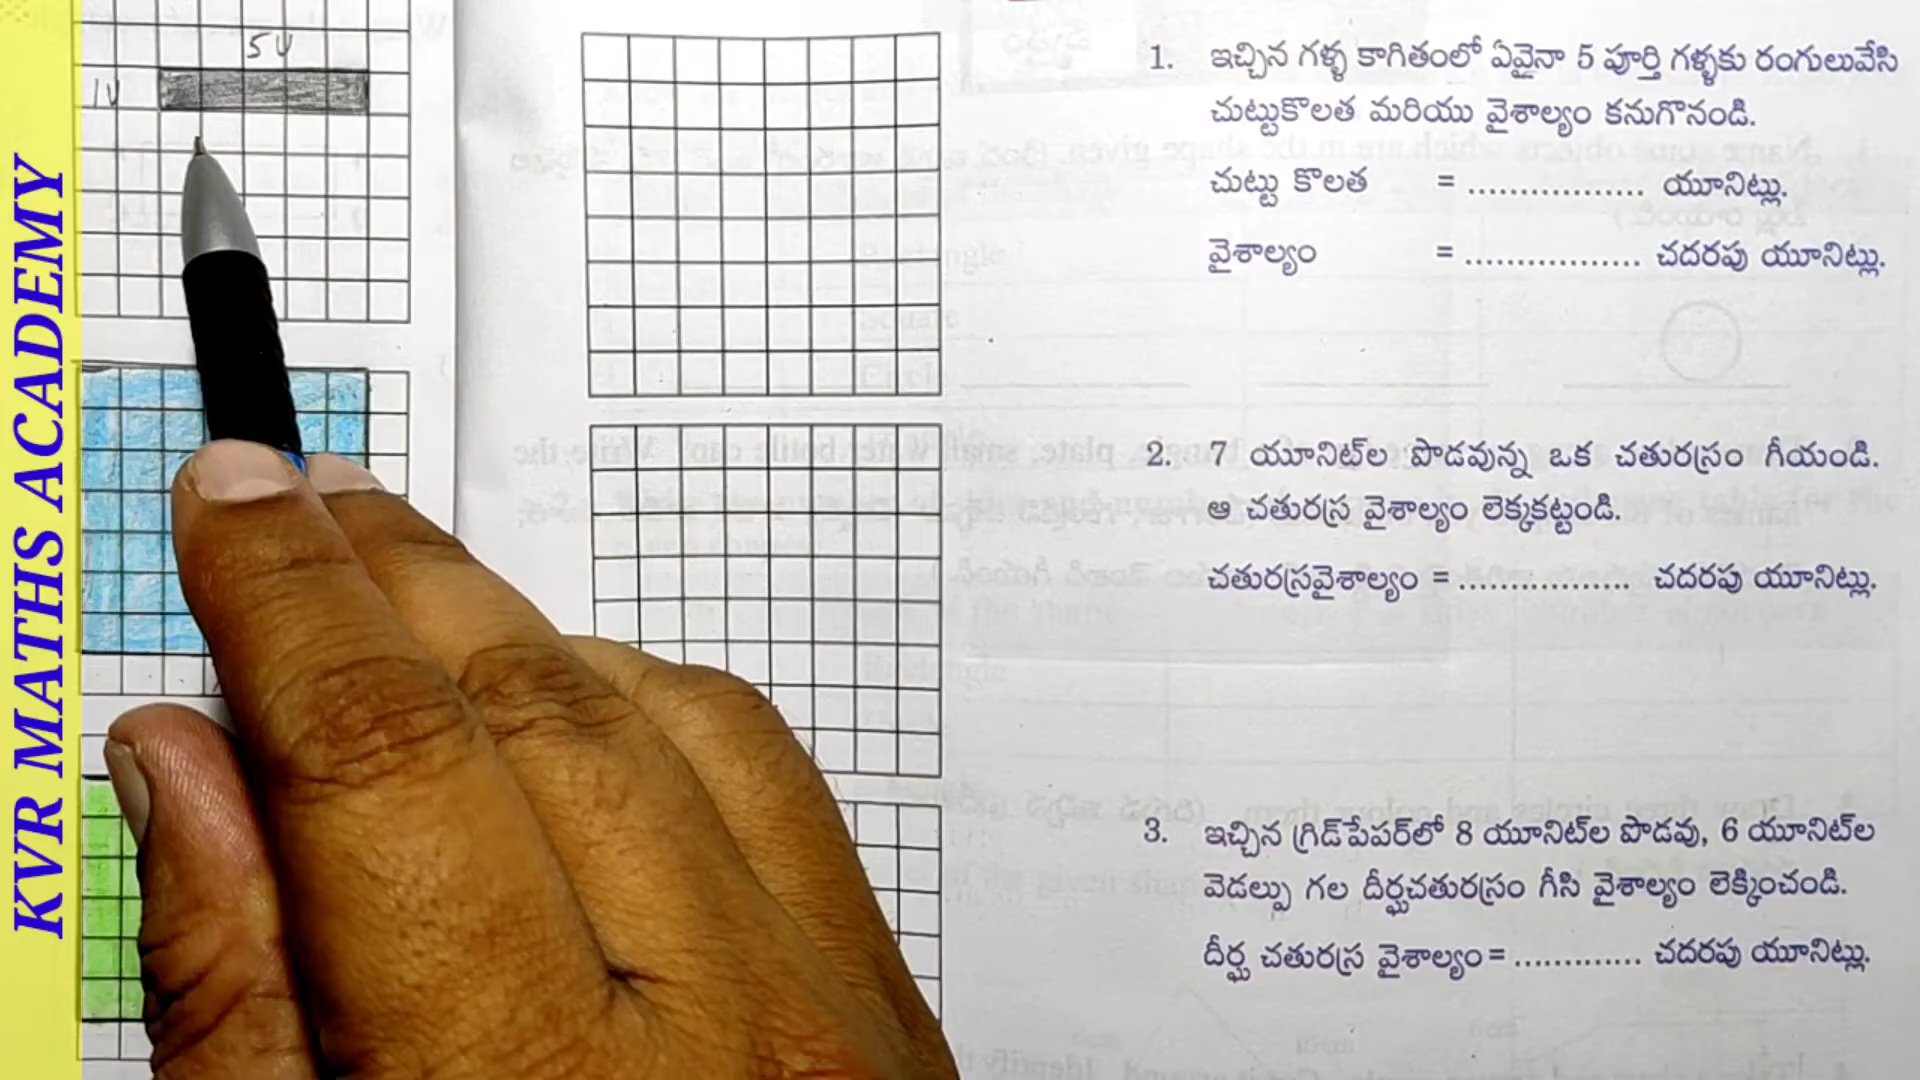 KVR MATHS ACADEMY
5U
1U
1. ఇచ్చిన గళ్ళ కాగితంలో ఏవైనా 5 పూర్తి గళ్ళకు రంగులువేసి
చుట్టుకొలత మరియు వైశాల్యం కనుగొనండి.
చుట్టు కొలత = ................. యూనిట్లు.
వైశాల్యం = ................. చదరపు యూనిట్లు.
2. 7 యూనిట్‌ల పొడవున్న ఒక చతురస్రం గీయండి.
ఆ చతురస్ర వైశాల్యం లెక్కకట్టండి.
చతురస్రవైశాల్యం = ................. చదరపు యూనిట్లు.
3. ఇచ్చిన గ్రిడ్‌పేపర్‌లో 8 యూనిట్‌ల పొడవు, 6 యూనిట్‌ల
వెడల్పు గల దీర్ఘచతురస్రం గీసి వైశాల్యం లెక్కించండి.
దీర్ఘ చతురస్ర వైశాల్యం = ............. చదరపు యూనిట్లు.